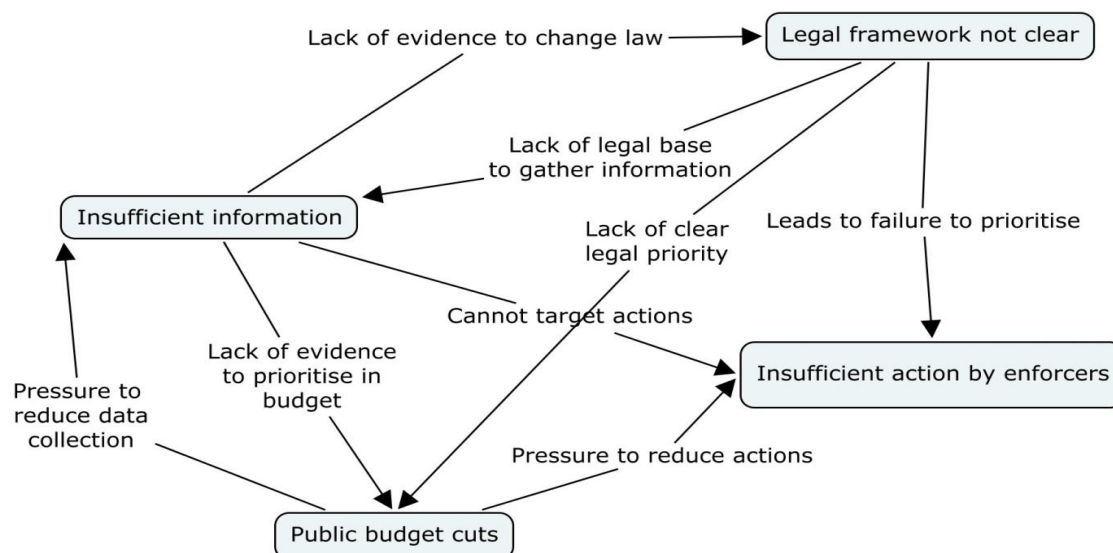 Lack of evidence to change law
Legal framework not clear
Lack of legal base
to gather information
Insufficient information
Lack of clear
legal priority
Leads to failure to prioritise
Cannot target actions
Lack of evidence
to prioritise in
budget
Pressure to
reduce data
collection
Insufficient action by enforcers
Pressure to reduce actions
Public budget cuts